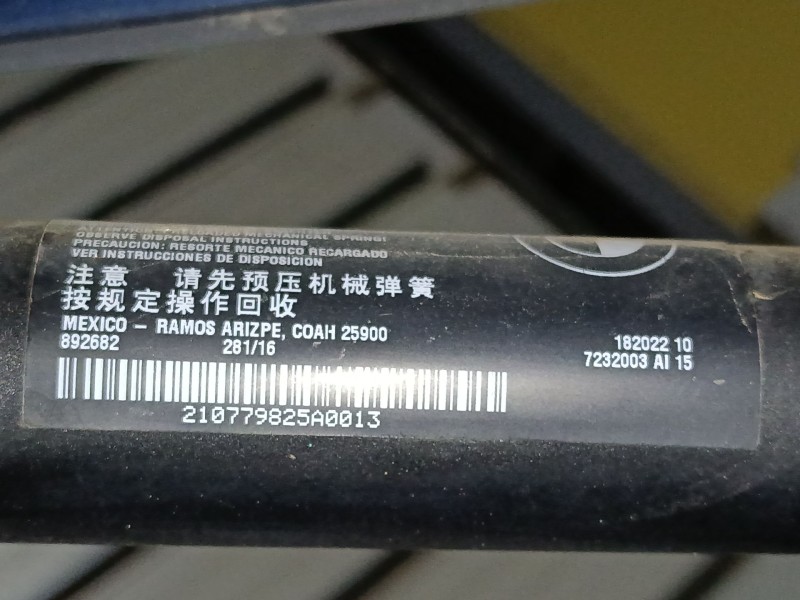 MECHANICAL SPRING!
OBSERVE DISPOSAL INSTRUCTIONS
PRECAUCION: RESORTE MECANICO RECARGADO
VER INSTRUCCIONES DE DISPOSICION
注意 请先预压机械弹簧
按规定操作回收
MEXICO - RAMOS ARIZPE, COAH 25900
892682 281/16
182022 10
7232003 AI 15
210779825A0013